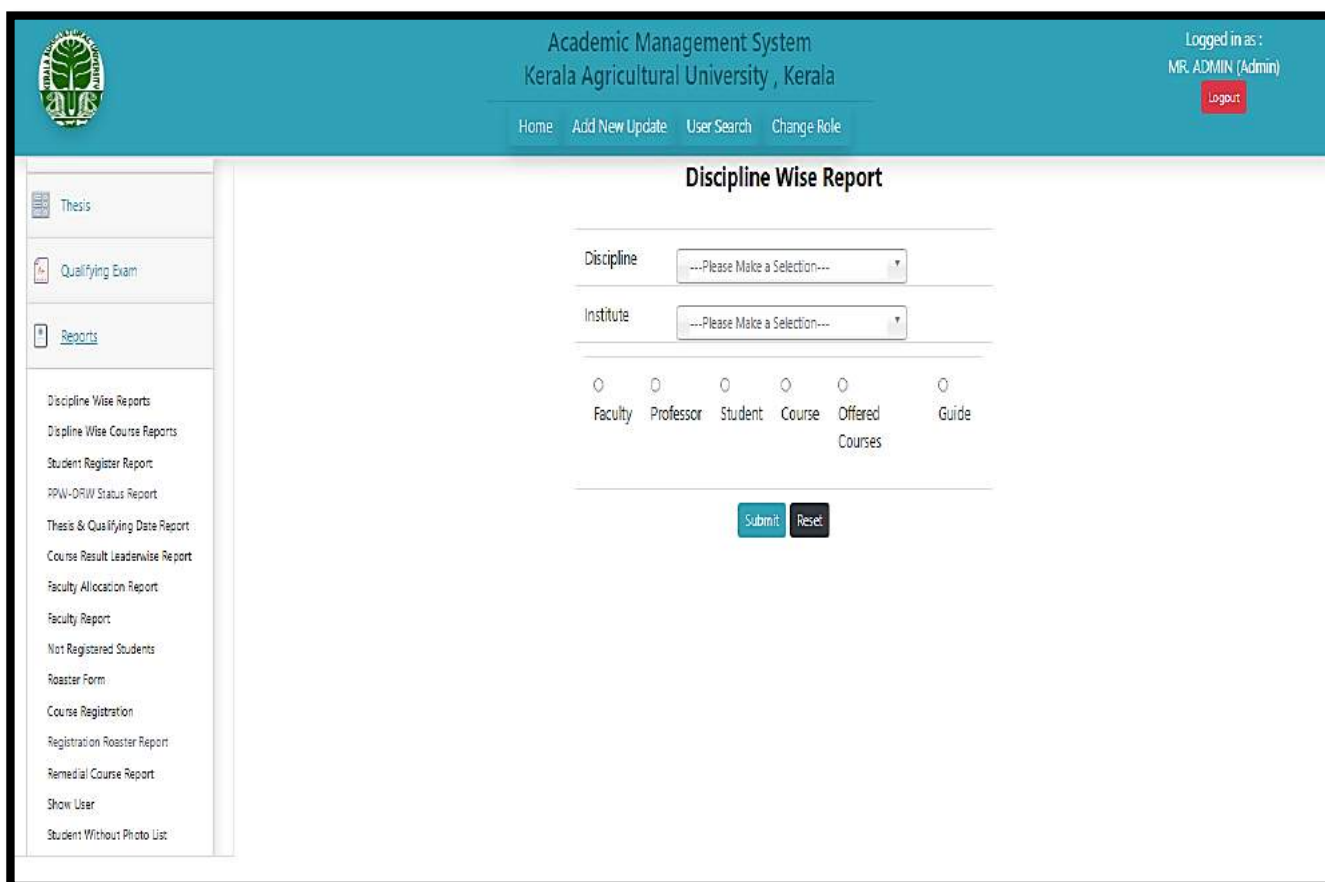 Academic Management System
Kerala Agricultural University , Kerala
Logged in as :
MR. ADMIN (Admin)
Logout
Home Add New Update User Search Change Role
Thesis
Qualifying Exam
Reports
Discipline Wise Reports
Displine Wise Course Reports
Student Register Report
PPW-ORW Status Report
Thesis & Qualifying Date Report
Course Result Leaderwise Report
Faculty Allocation Report
Faculty Report
Not Registered Students
Roaster Form
Course Registration
Registration Roaster Report
Remedial Course Report
Show User
Student Without Photo List
Discipline Wise Report
Discipline ---Please Make a Selection---
Institute ---Please Make a Selection---
Faculty Professor Student Course Offered Guide
Courses
Submit Reset